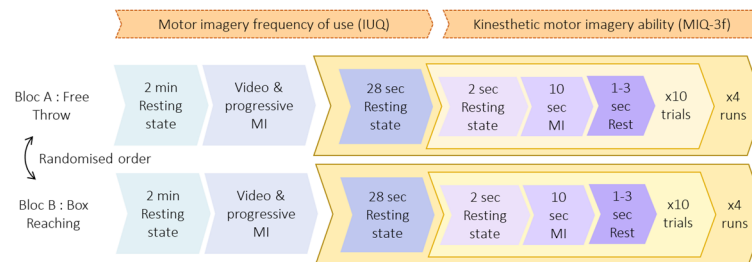 Motor imagery frequency of use (IUQ)
Kinesthetic motor imagery ability (MIQ-3f)
Bloc A : Free
Throw
2 min
Resting
state
Video &
progressive
MI
28 sec
Resting
state
2 sec
Resting
state
10
sec
MI
1-3
sec
Rest
x10
trials
x4
runs
Randomised order
Bloc B : Box
Reaching
2 min
Resting
state
Video &
progressive
MI
28 sec
Resting
state
2 sec
Resting
state
10
sec
MI
1-3
sec
Rest
x10
trials
x4
runs